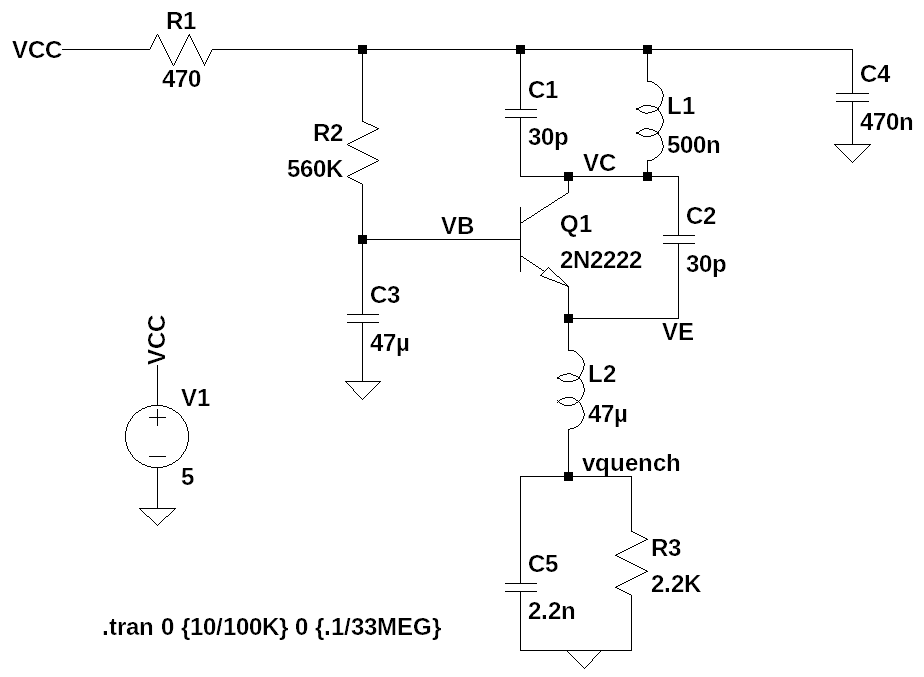 R1
VCC
470
C1
30p
L1
500n
C4
470n
R2
560K
VC
VB
Q1
2N2222
C2
30p
C3
47µ
VE
VCC
V1
5
L2
47µ
vquench
C5
2.2n
R3
2.2K
.tran 0 {10/100K} 0 {.1/33MEG}